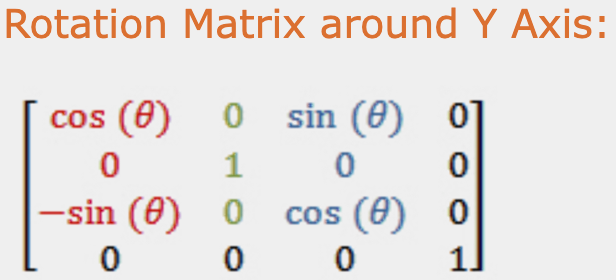 Rotation Matrix around Y Axis:
cos (θ) 0 sin (θ) 0
0 1 0 0
−sin (θ) 0 cos (θ) 0
0 0 0 1